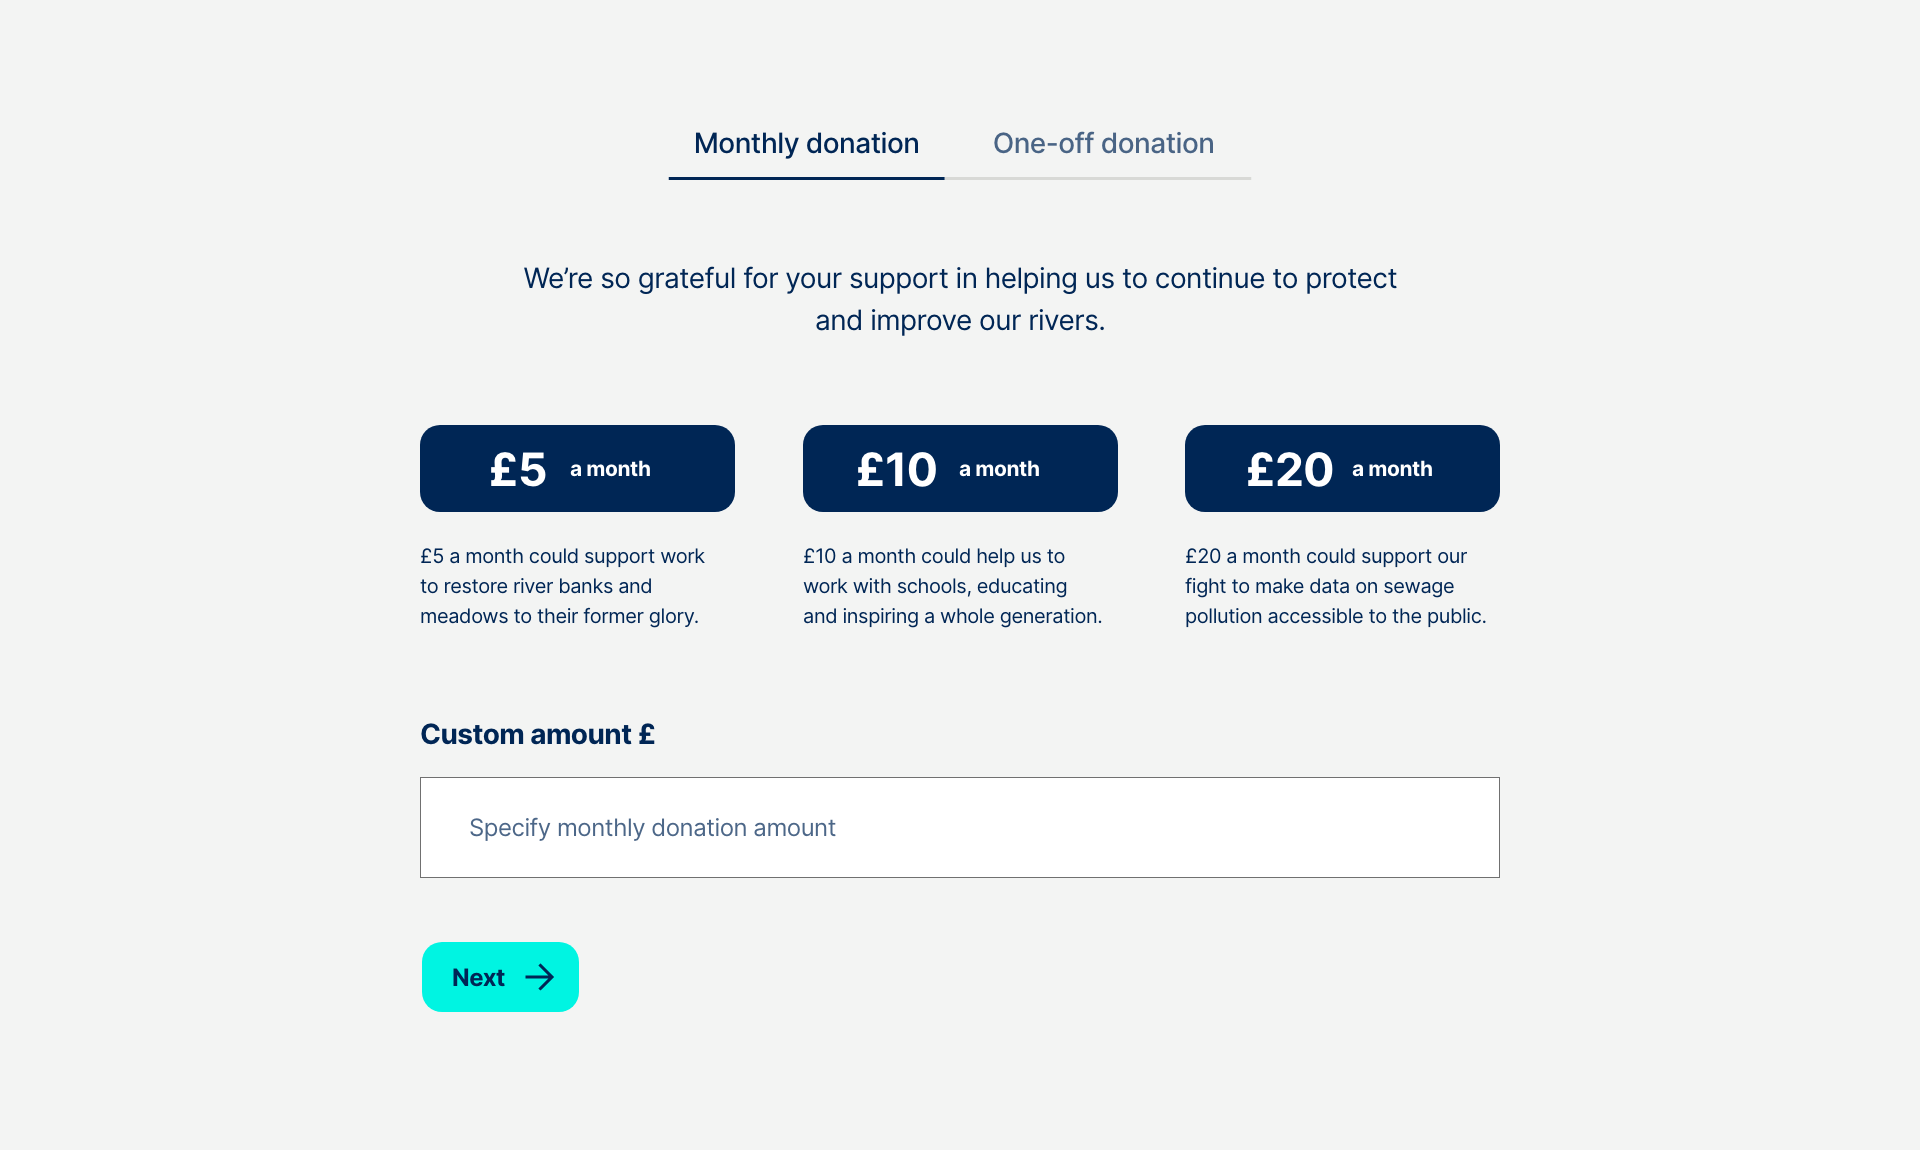 Monthly donation
One-off donation
We’re so grateful for your support in helping us to continue to protect
and improve our rivers.
£5 a month
£10 a month
£20 a month
£5 a month could support work
to restore river banks and
meadows to their former glory.
£10 a month could help us to
work with schools, educating
and inspiring a whole generation.
£20 a month could support our
fight to make data on sewage
pollution accessible to the public.
Custom amount £
Specify monthly donation amount
Next